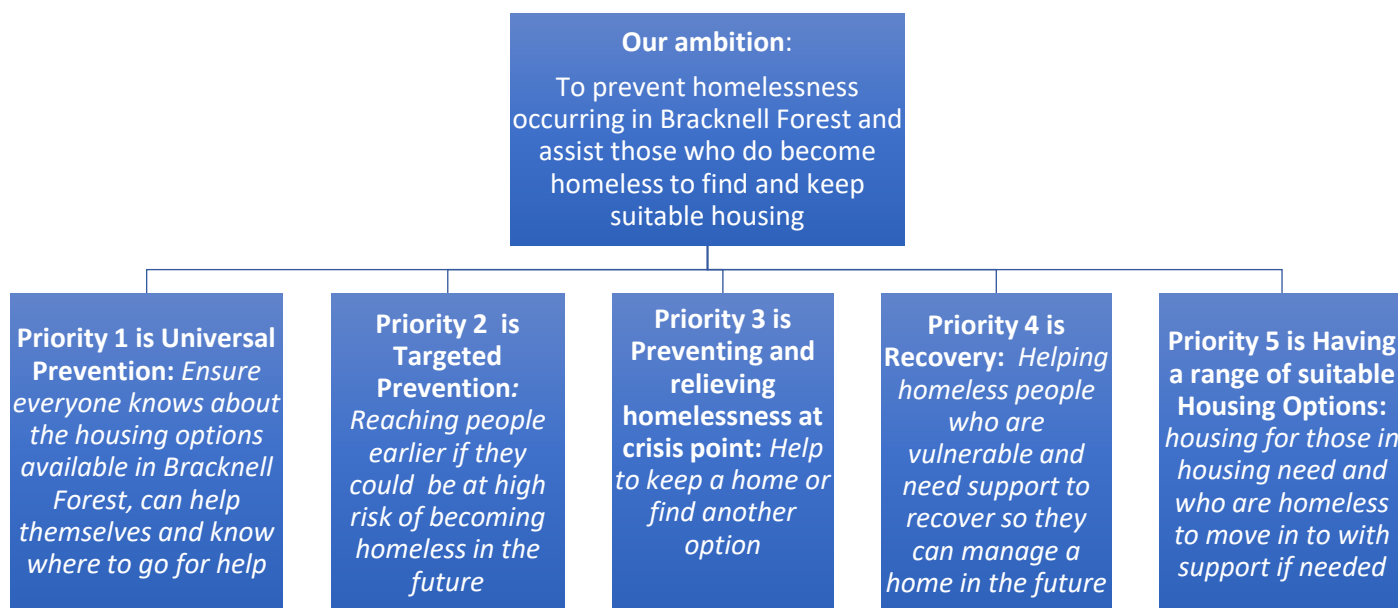 Our ambition:
To prevent homelessness
occurring in Bracknell Forest and
assist those who do become
homeless to find and keep
suitable housing
Priority 1 is Universal
Prevention: Ensure
everyone knows about
the housing options
available in Bracknell
Forest, can help
themselves and know
where to go for help
Priority 2 is
Targeted
Prevention:
Reaching people
earlier if they
could be at high
risk of becoming
homeless in the
future
Priority 3 is
Preventing and
relieving
homelessness at
crisis point: Help
to keep a home or
find another
option
Priority 4 is
Recovery: Helping
homeless people
who are
vulnerable and
need support to
recover so they
can manage a
home in the future
Priority 5 is Having
a range of suitable
Housing Options:
housing for those in
housing need and
who are homeless
to move in to with
support if needed